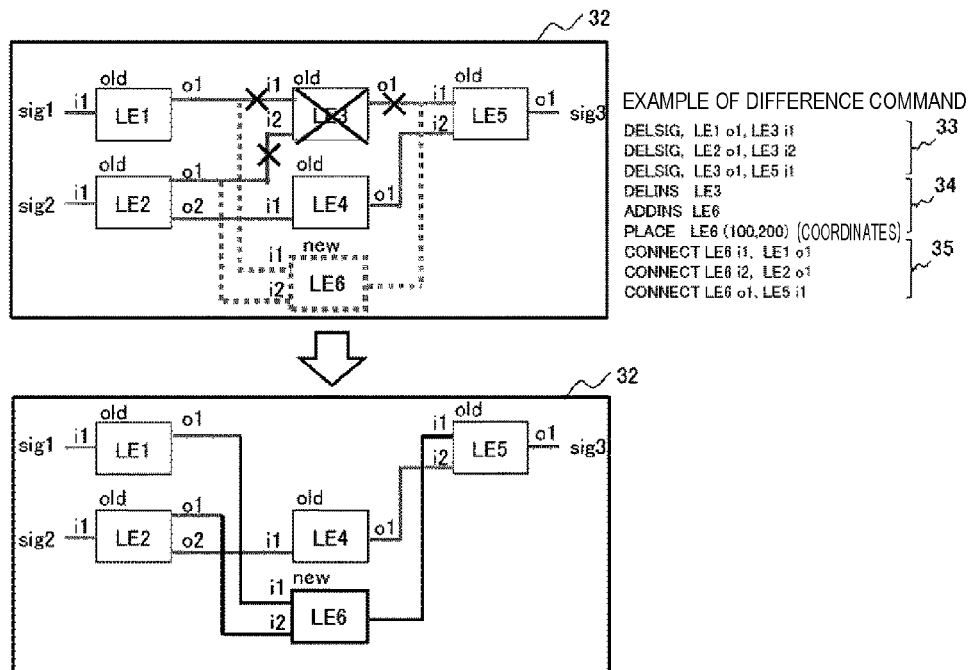 32
old
LE1
sig1
i1
o1
i1
i2
old
LE3
o1
i1
i2
old
LE5
o1
sig3
old
LE2
sig2
i1
o1
o2
i1
old
LE4
o1
new
i1
i2
LE6
EXAMPLE OF DIFFERENCE COMMAND
DELSIG, LE1 o1, LE3 i1
DELSIG, LE2 o1, LE3 i2
DELSIG, LE3 o1, LE5 i1
33
DELINS LE3
ADDINS LE6
PLACE LE6 (100,200) (COORDINATES)
34
CONNECT LE6 i1, LE1 o1
CONNECT LE6 i2, LE2 o1
CONNECT LE6 o1, LE5 i1
35
32
old
LE1
sig1
i1
o1
i1
i2
old
LE5
o1
sig3
old
LE2
sig2
i1
o1
o2
i1
old
LE4
o1
new
i1
i2
LE6